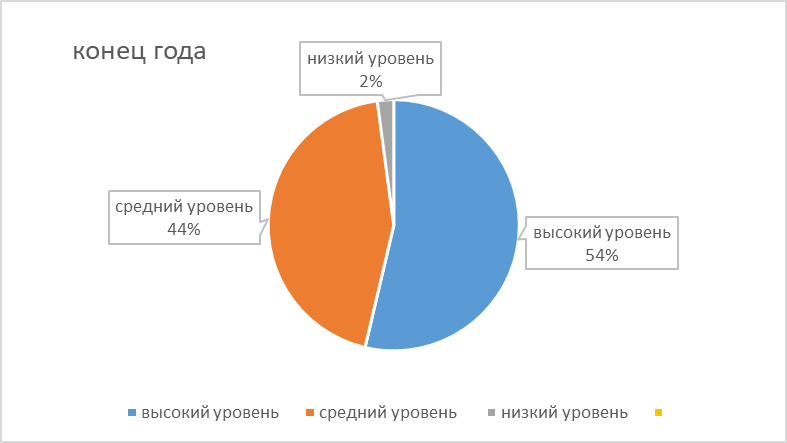 конец года
низкий уровень
2%
средний уровень
44%
высокий уровень
54%
высокий уровень
средний уровень
низкий уровень